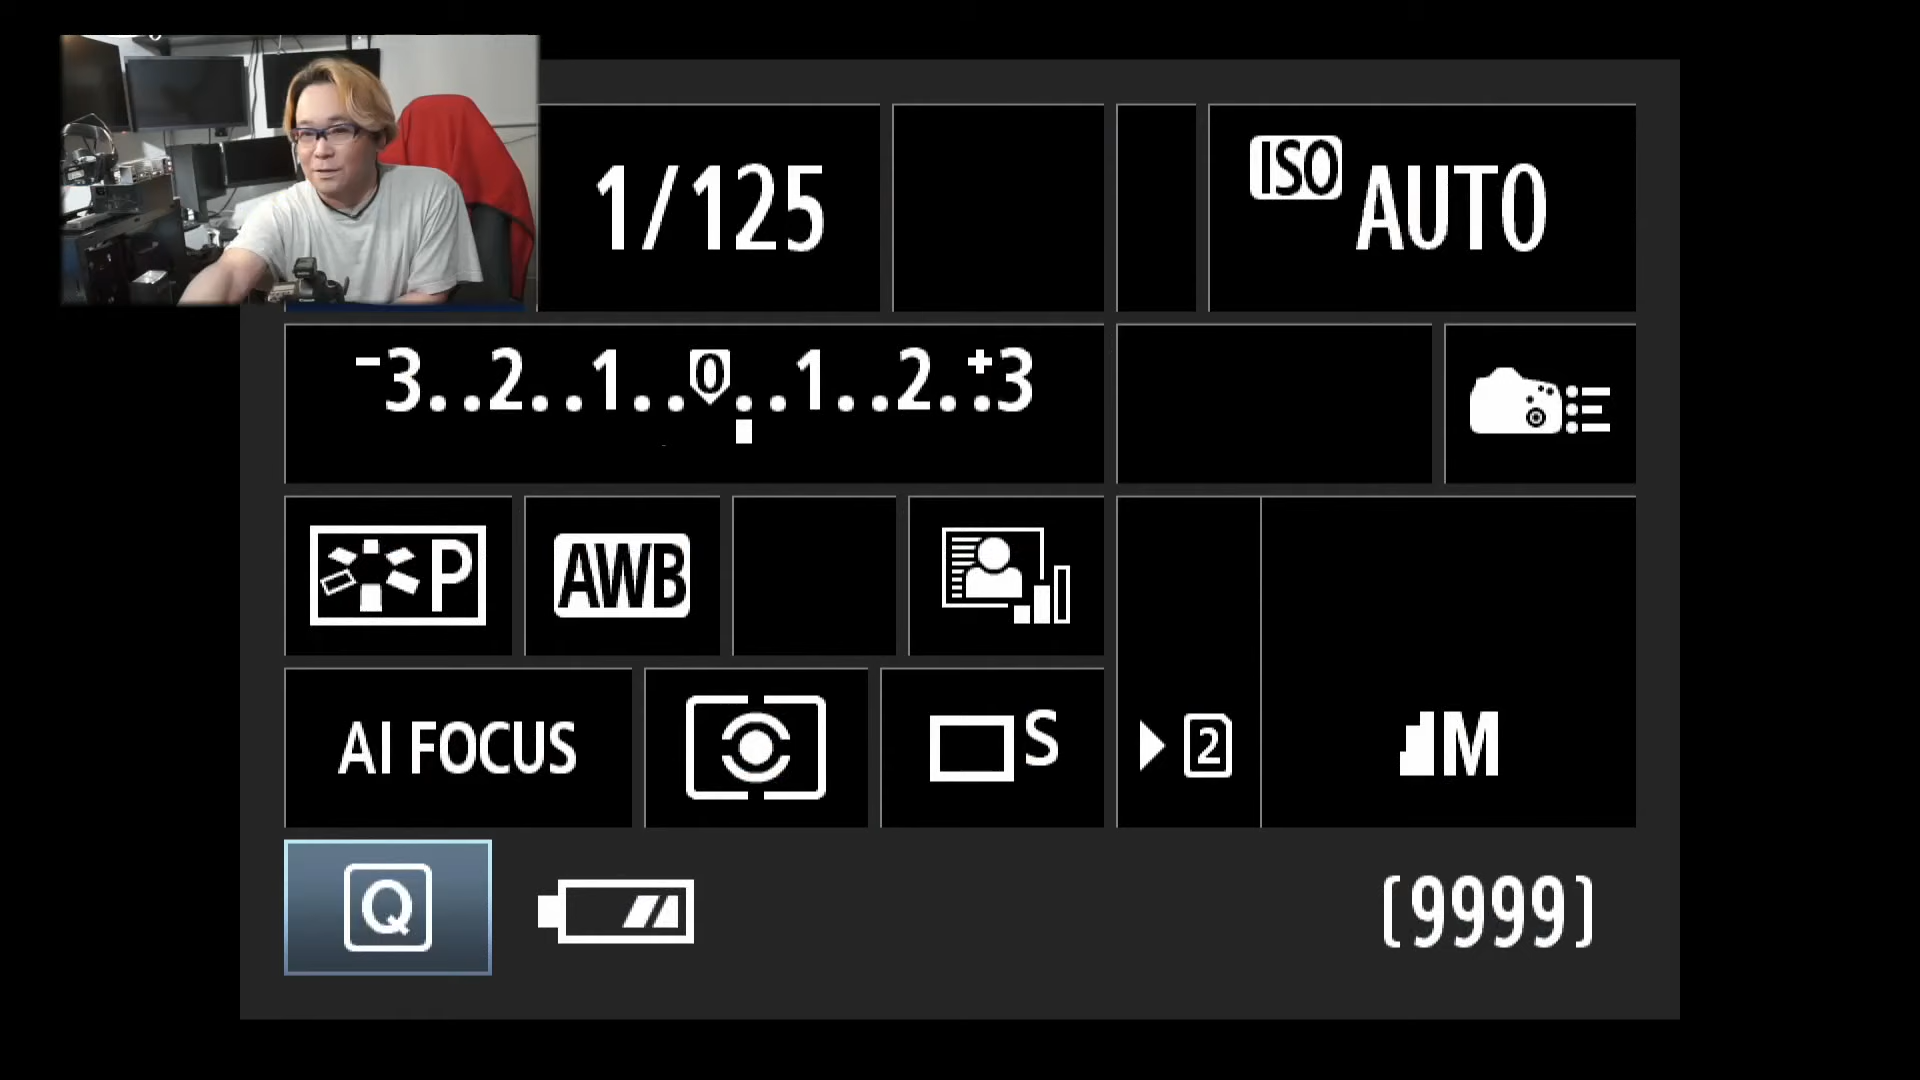 1/125
ISO AUTO
-3..2..1..0..1..2..+3
P
AWB
AI FOCUS
S
2
M
Q
[9999]